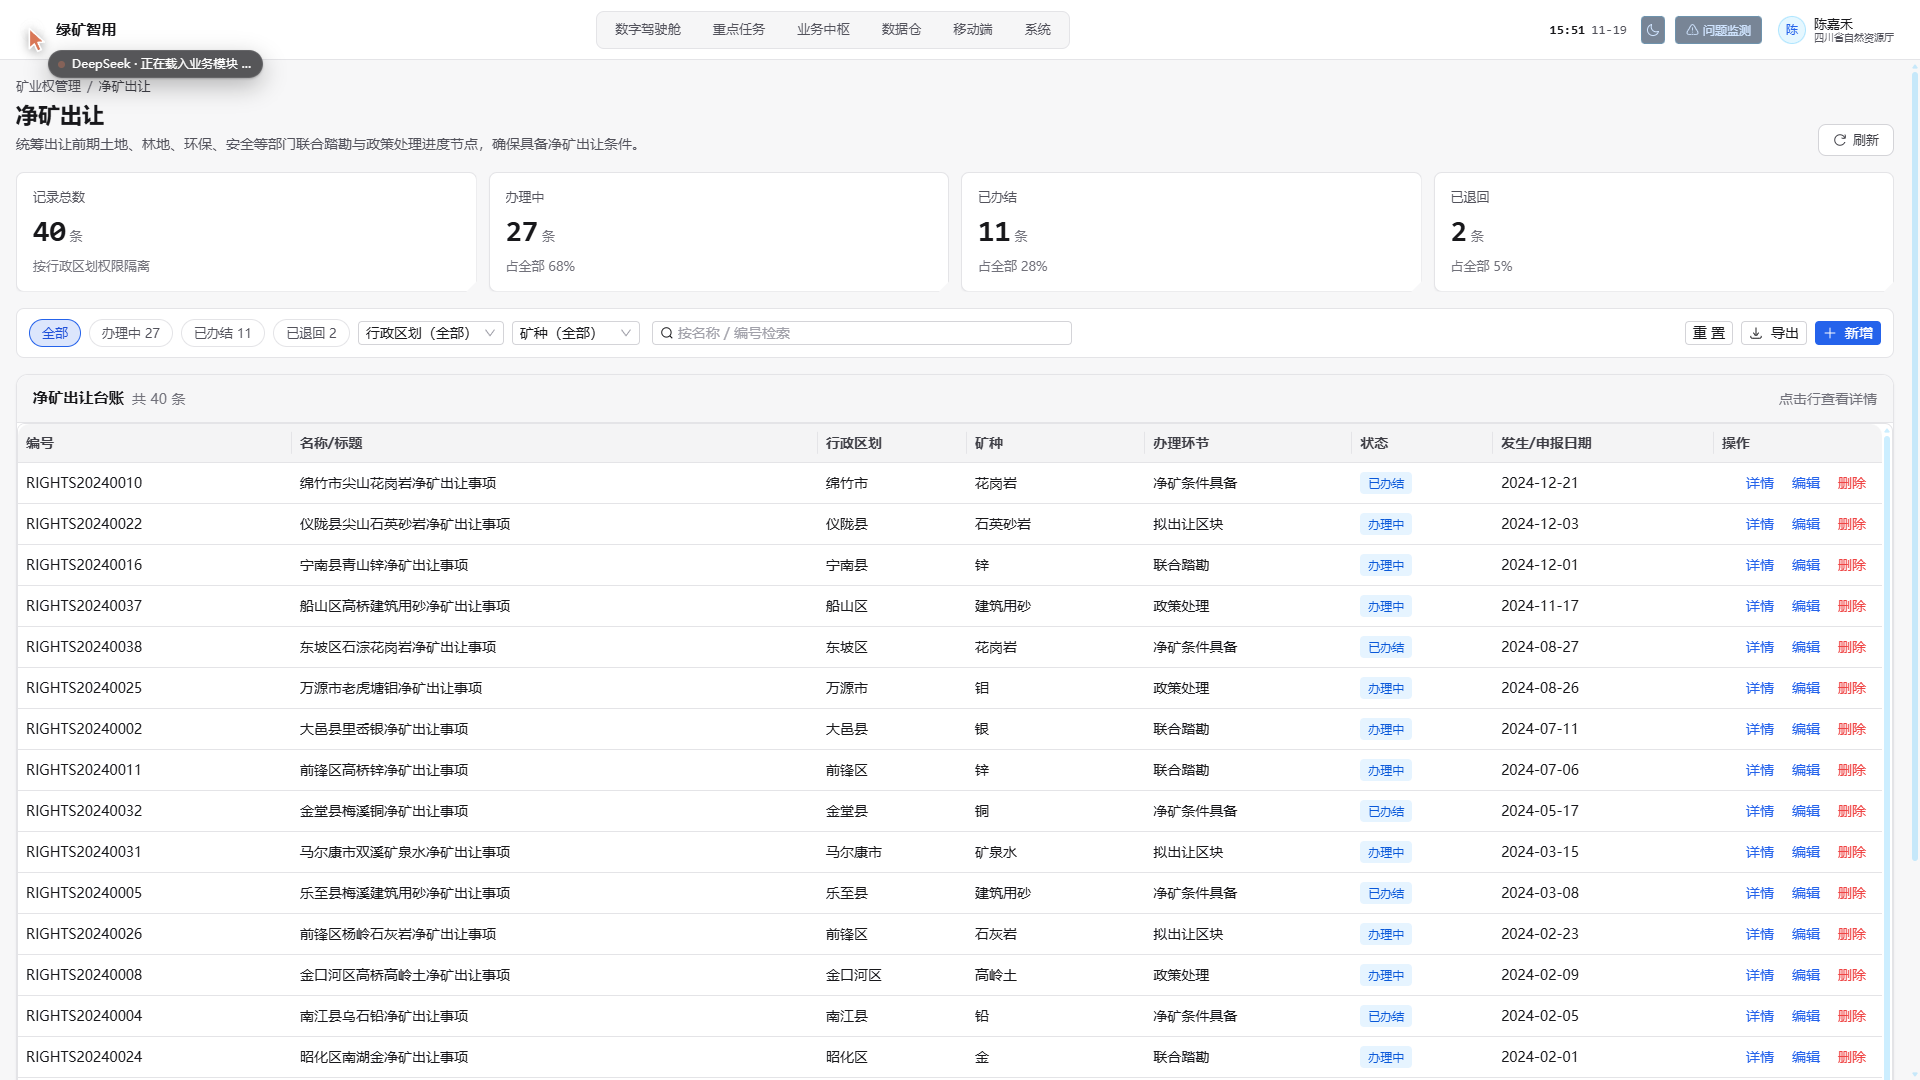 绿矿智用
数字驾驶舱 重点任务 业务中枢 数据仓 移动端 系统
15:51 11-19
问题监测
陈
陈嘉禾
四川省自然资源厅
DeepSeek · 正在载入业务模块 ...
矿业权管理 / 净矿出让
净矿出让
统筹出让前期土地、林地、环保、安全等部门联合踏勘与政策处理进度节点，确保具备净矿出让条件。
刷新
记录总数
40 条
按行政区划权限隔离
办理中
27 条
占全部 68%
已办结
11 条
占全部 28%
已退回
2 条
占全部 5%
全部 办理中 27 已办结 11 已退回 2 行政区划（全部） 矿种（全部） 按名称 / 编号检索 重 置 导出 新增
净矿出让台账 共 40 条 点击行查看详情
编号 名称/标题 行政区划 矿种 办理环节 状态 发生/申报日期 操作
RIGHTS20240010 绵竹市尖山花岗岩净矿出让事项 绵竹市 花岗岩 净矿条件具备 已办结 2024-12-21 详情 编辑 删除
RIGHTS20240022 仪陇县尖山石英砂岩净矿出让事项 仪陇县 石英砂岩 拟出让区块 办理中 2024-12-03 详情 编辑 删除
RIGHTS20240016 宁南县青山锌净矿出让事项 宁南县 锌 联合踏勘 办理中 2024-12-01 详情 编辑 删除
RIGHTS20240037 船山区高桥建筑用砂净矿出让事项 船山区 建筑用砂 政策处理 办理中 2024-11-17 详情 编辑 删除
RIGHTS20240038 东坡区石淙花岗岩净矿出让事项 东坡区 花岗岩 净矿条件具备 已办结 2024-08-27 详情 编辑 删除
RIGHTS20240025 万源市老虎塘钼净矿出让事项 万源市 钼 政策处理 办理中 2024-08-26 详情 编辑 删除
RIGHTS20240002 大邑县里岙银净矿出让事项 大邑县 银 联合踏勘 办理中 2024-07-11 详情 编辑 删除
RIGHTS20240011 前锋区高桥锌净矿出让事项 前锋区 锌 联合踏勘 办理中 2024-07-06 详情 编辑 删除
RIGHTS20240032 金堂县梅溪铜净矿出让事项 金堂县 铜 净矿条件具备 已办结 2024-05-17 详情 编辑 删除
RIGHTS20240031 马尔康市双溪矿泉水净矿出让事项 马尔康市 矿泉水 拟出让区块 办理中 2024-03-15 详情 编辑 删除
RIGHTS20240005 乐至县梅溪建筑用砂净矿出让事项 乐至县 建筑用砂 净矿条件具备 已办结 2024-03-08 详情 编辑 删除
RIGHTS20240026 前锋区杨岭石灰岩净矿出让事项 前锋区 石灰岩 拟出让区块 办理中 2024-02-23 详情 编辑 删除
RIGHTS20240008 金口河区高桥高岭土净矿出让事项 金口河区 高岭土 政策处理 办理中 2024-02-09 详情 编辑 删除
RIGHTS20240004 南江县乌石铅净矿出让事项 南江县 铅 净矿条件具备 已办结 2024-02-05 详情 编辑 删除
RIGHTS20240024 昭化区南湖金净矿出让事项 昭化区 金 联合踏勘 办理中 2024-02-01 详情 编辑 删除